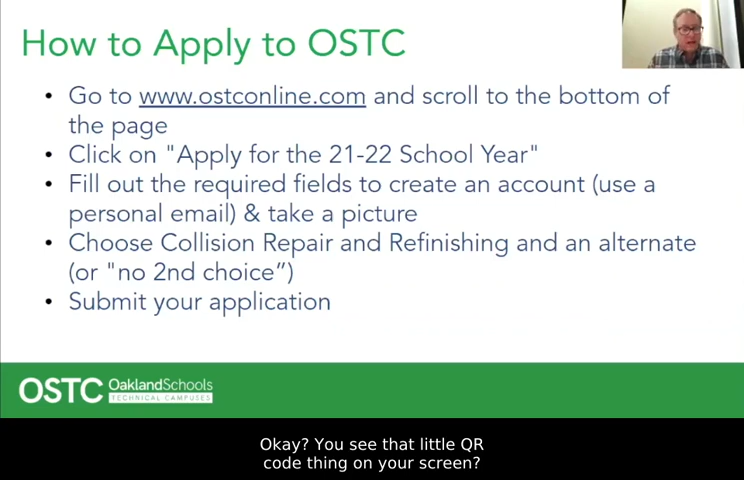 How to Apply to OSTC
• Go to www.ostconline.com and scroll to the bottom of
the page
• Click on "Apply for the 21-22 School Year"
• Fill out the required fields to create an account (use a
personal email) & take a picture
• Choose Collision Repair and Refinishing and an alternate
(or "no 2nd choice”)
• Submit your application
OSTC OaklandSchools
TECHNICAL CAMPUSES
Okay? You see that little QR
code thing on your screen?